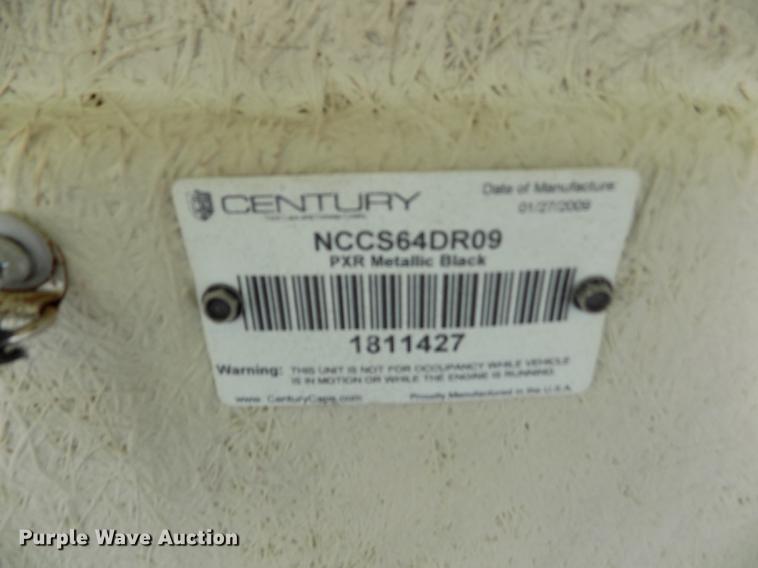 CENTURY
Date of Manufacture:
01/27/2009
NCCS64DR09
PXR Metallic Black
1811427
Warning: THIS UNIT IS NOT FOR OCCUPANCY WHILE VEHICLE
IS IN MOTION OR WHILE THE ENGINE IS RUNNING.
www. CenturyCaps.com
Proudly Manufactured in the U.S.A.
Purple Wave Auction